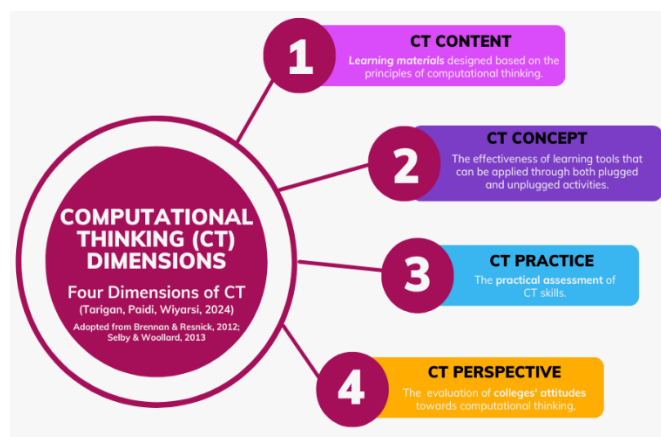 COMPUTATIONAL
THINKING (CT)
DIMENSIONS
Four Dimensions of CT
(Tarigan, Paidi, Wiyarsi, 2024)
Adopted from Brennan & Resnick, 2012;
Selby & Woollard, 2013
1
CT CONTENT
Learning materials designed based on the
principles of computational thinking.
2
CT CONCEPT
The effectiveness of learning tools that
can be applied through both plugged
and unplugged activities.
3
CT PRACTICE
The practical assessment of
CT skills.
4
CT PERSPECTIVE
The evaluation of colleges' attitudes
towards computational thinking.